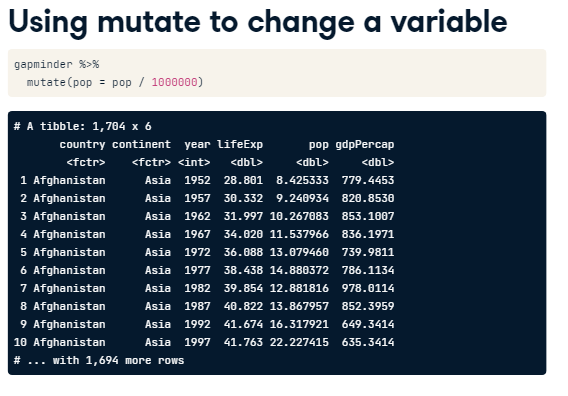 Using mutate to change a variable
gapminder %>%
  mutate(pop = pop / 1000000)
# A tibble: 1,704 x 6
       country continent  year lifeExp       pop gdpPercap
        <fctr>    <fctr> <int>   <dbl>     <dbl>     <dbl>
 1 Afghanistan      Asia  1952  28.801  8.425333  779.4453
 2 Afghanistan      Asia  1957  30.332  9.240934  820.8530
 3 Afghanistan      Asia  1962  31.997 10.267083  853.1007
 4 Afghanistan      Asia  1967  34.020 11.537966  836.1971
 5 Afghanistan      Asia  1972  36.088 13.079460  739.9811
 6 Afghanistan      Asia  1977  38.438 14.880372  786.1134
 7 Afghanistan      Asia  1982  39.854 12.881816  978.0114
 8 Afghanistan      Asia  1987  40.822 13.867957  852.3959
 9 Afghanistan      Asia  1992  41.674 16.317921  649.3414
10 Afghanistan      Asia  1997  41.763 22.227415  635.3414
# ... with 1,694 more rows